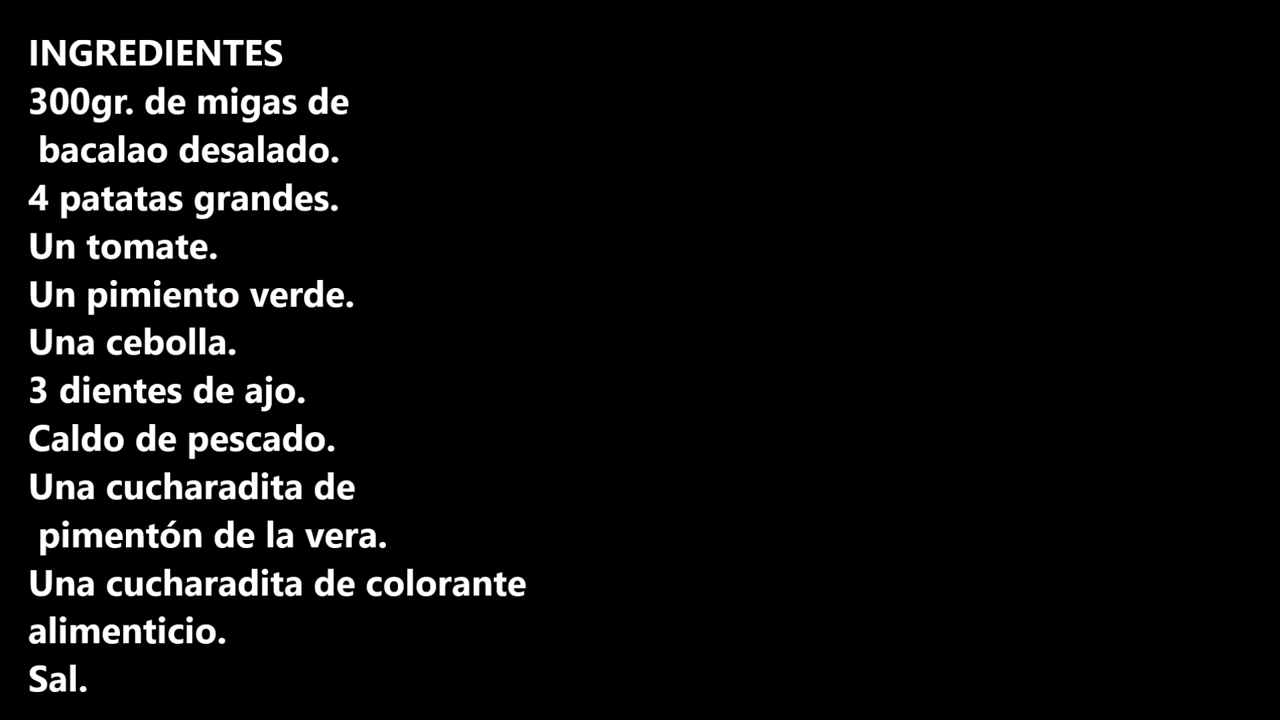 INGREDIENTES
300gr. de migas de
bacalao desalado.
4 patatas grandes.
Un tomate.
Un pimiento verde.
Una cebolla.
3 dientes de ajo.
Caldo de pescado.
Una cucharadita de
pimentón de la vera.
Una cucharadita de colorante
alimenticio.
Sal.